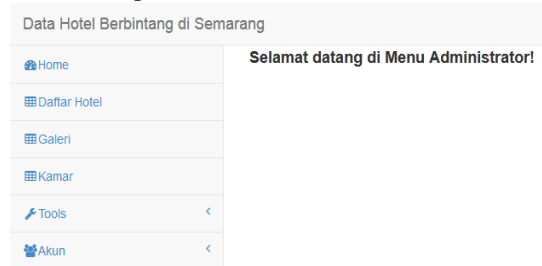 Data Hotel Berbintang di Semarang
Home
Selamat datang di Menu Administrator!
Daftar Hotel
Galeri
Kamar
Tools
Akun